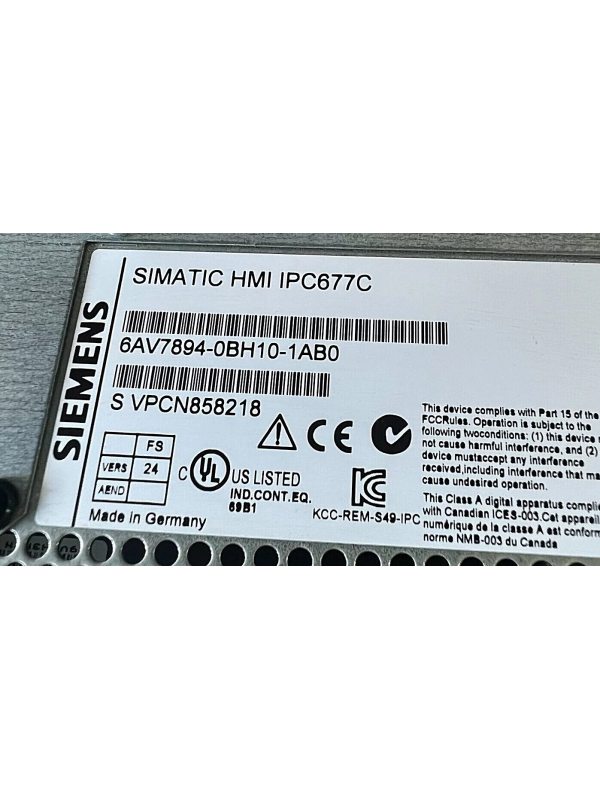 SIEMENS
SIMATIC HMI IPC677C
6AV7894-0BH10-1AB0
S VPCN858218
FS
VERS 24
AEND
CE
C UL US LISTED
IND.CONT.EQ.
69B1
KCC-REM-S49-IPC
Made in Germany
This device complies with Part 15 of the
FCCRules. Operation is subject to the
following twoconditions: (1) this device
not cause harmful interference, and (2)
device mustaccept any interference
received,including interference that
cause undesired operation.
This Class A digital apparatus
with Canadian ICES-003.Cet
numérique de la classe A est
norme NMB-003 du Canada